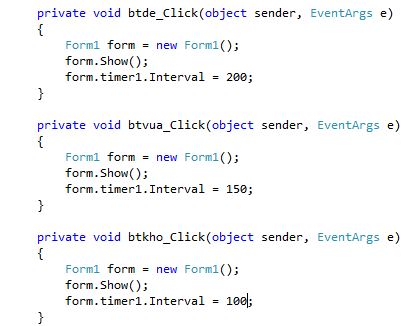 private void btde_Click(object sender, EventArgs e)
{
Form1 form = new Form1();
form.Show();
form.timer1.Interval = 200;
}
private void btvua_Click(object sender, EventArgs e)
{
Form1 form = new Form1();
form.Show();
form.timer1.Interval = 150;
}
private void btkho_Click(object sender, EventArgs e)
{
Form1 form = new Form1();
form.Show();
form.timer1.Interval = 100;
}